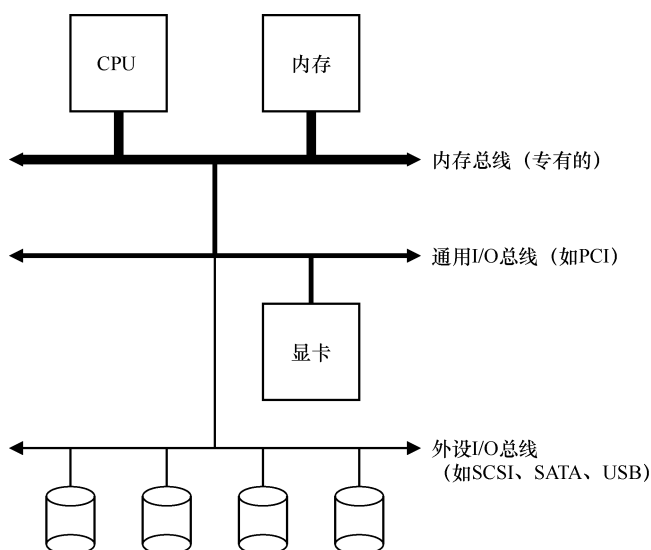 CPU
内存
内存总线（专有的）
通用I/O总线（如PCI）
显卡
外设I/O总线
（如SCSI、SATA、USB）